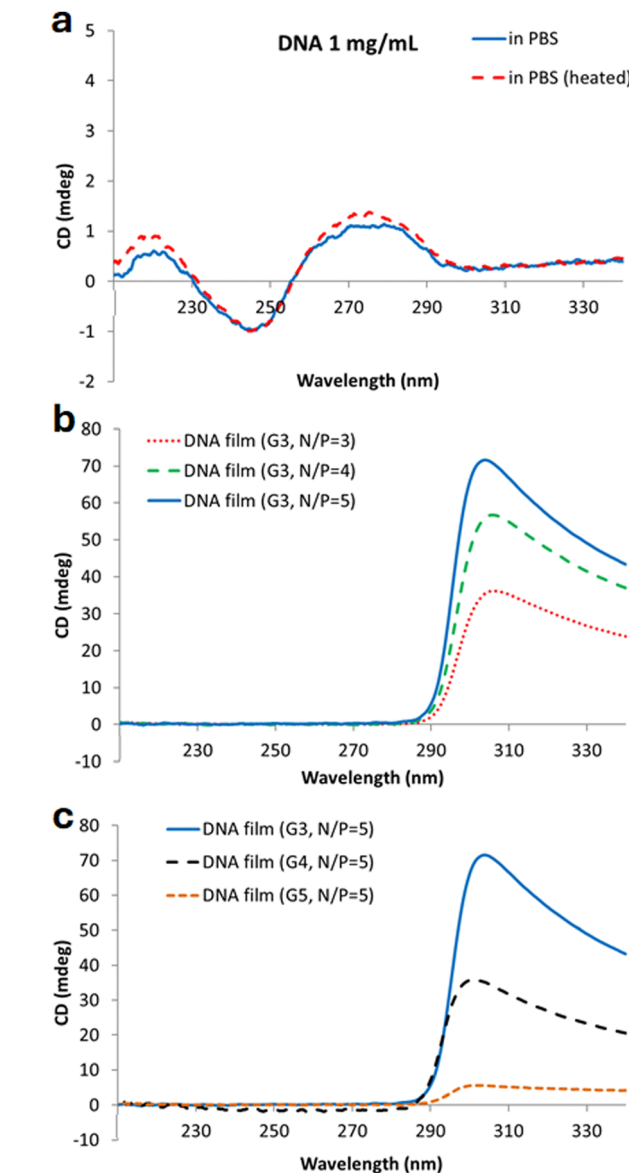 a
5
DNA 1 mg/mL
in PBS
4
in PBS (heated)
3
2
1
0
230 250 270 290 310 330
-1
-2
CD (mdeg)
Wavelength (nm)
b
80
DNA film (G3, N/P=3)
70
DNA film (G3, N/P=4)
60
DNA film (G3, N/P=5)
50
40
30
20
10
0
230 250 270 290 310 330
-10
CD (mdeg)
Wavelength (nm)
c
80
DNA film (G3, N/P=5)
70
DNA film (G4, N/P=5)
60
DNA film (G5, N/P=5)
50
40
30
20
10
0
230 250 270 290 310 330
-10
CD (mdeg)
Wavelength (nm)